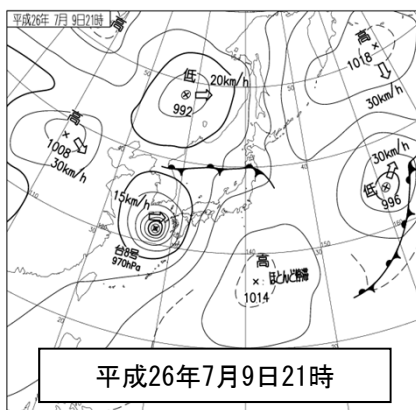 平成26年 7月 9日21時
高
高
1018
30km/h
低
20km/h
992
高
1008
30km/h
30km/h
低
996
15km/h
台8号
970hPa
高
ほとんど停滞
1014
平成26年7月9日21時